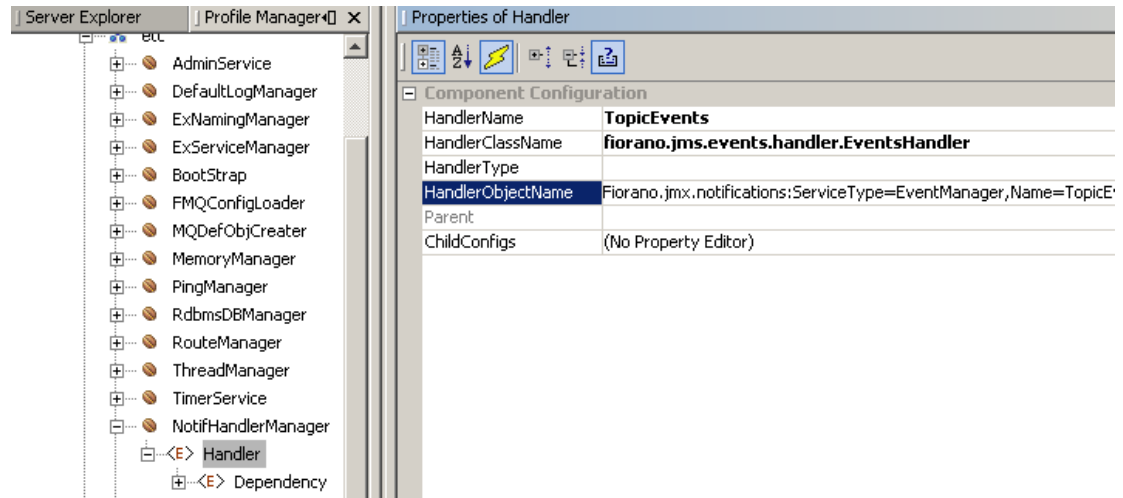 Server Explorer
Profile Manager
Properties of Handler
etc
AdminService
DefaultLogManager
ExNamingManager
ExServiceManager
BootStrap
FMQConfigLoader
MQDefObjCreater
MemoryManager
PingManager
RdbmsDBManager
RouteManager
ThreadManager
TimerService
NotifHandlerManager
<E> Handler
<E> Dependency
Component Configuration
HandlerName TopicEvents
HandlerClassName fiorano.jms.events.handler.EventsHandler
HandlerType
HandlerObjectName Fiorano.jmx.notifications:ServiceType=EventManager,Name=TopicE
Parent
ChildConfigs (No Property Editor)